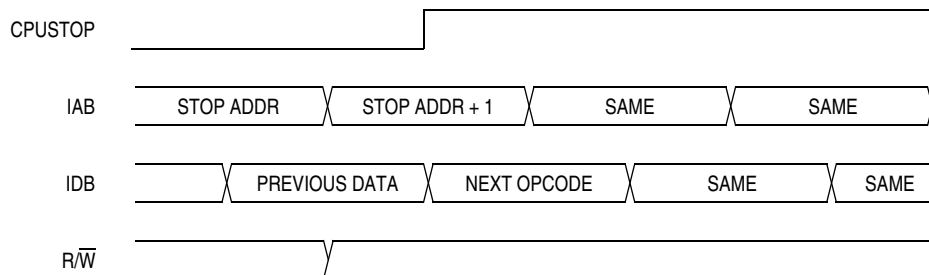 CPUSTOP
IAB STOP ADDR STOP ADDR + 1 SAME SAME
IDB PREVIOUS DATA NEXT OPCODE SAME SAME
R/W̅